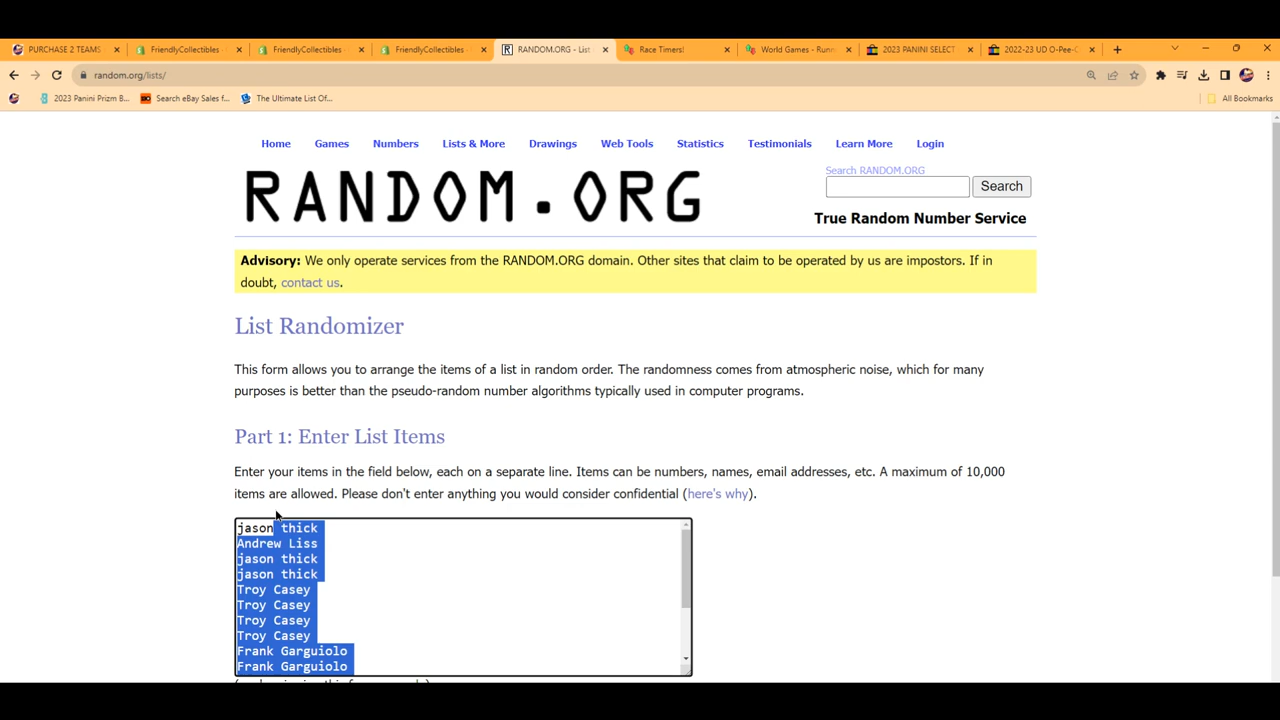 PURCHASE 2 TEAMS
FriendlyCollectibles -
FriendlyCollectibles -
FriendlyCollectibles -
RANDOM.ORG - List
Race Timers!
World Games - Runn
2023 PANINI SELECT
2022-23 UD O-Pee-C
random.org/lists/
2023 Panini Prizm B...
Search eBay Sales f...
The Ultimate List Of...
All Bookmarks
Home Games Numbers Lists & More Drawings Web Tools Statistics Testimonials Learn More Login
RANDOM.ORG
Search RANDOM.ORG
Search
True Random Number Service
Advisory: We only operate services from the RANDOM.ORG domain. Other sites that claim to be operated by us are impostors. If in
doubt, contact us.
List Randomizer
This form allows you to arrange the items of a list in random order. The randomness comes from atmospheric noise, which for many
purposes is better than the pseudo-random number algorithms typically used in computer programs.
Part 1: Enter List Items
Enter your items in the field below, each on a separate line. Items can be numbers, names, email addresses, etc. A maximum of 10,000
items are allowed. Please don't enter anything you would consider confidential (here's why).
jason thick
Andrew Liss
jason thick
jason thick
Troy Casey
Troy Casey
Troy Casey
Troy Casey
Frank Garguiolo
Frank Garguiolo